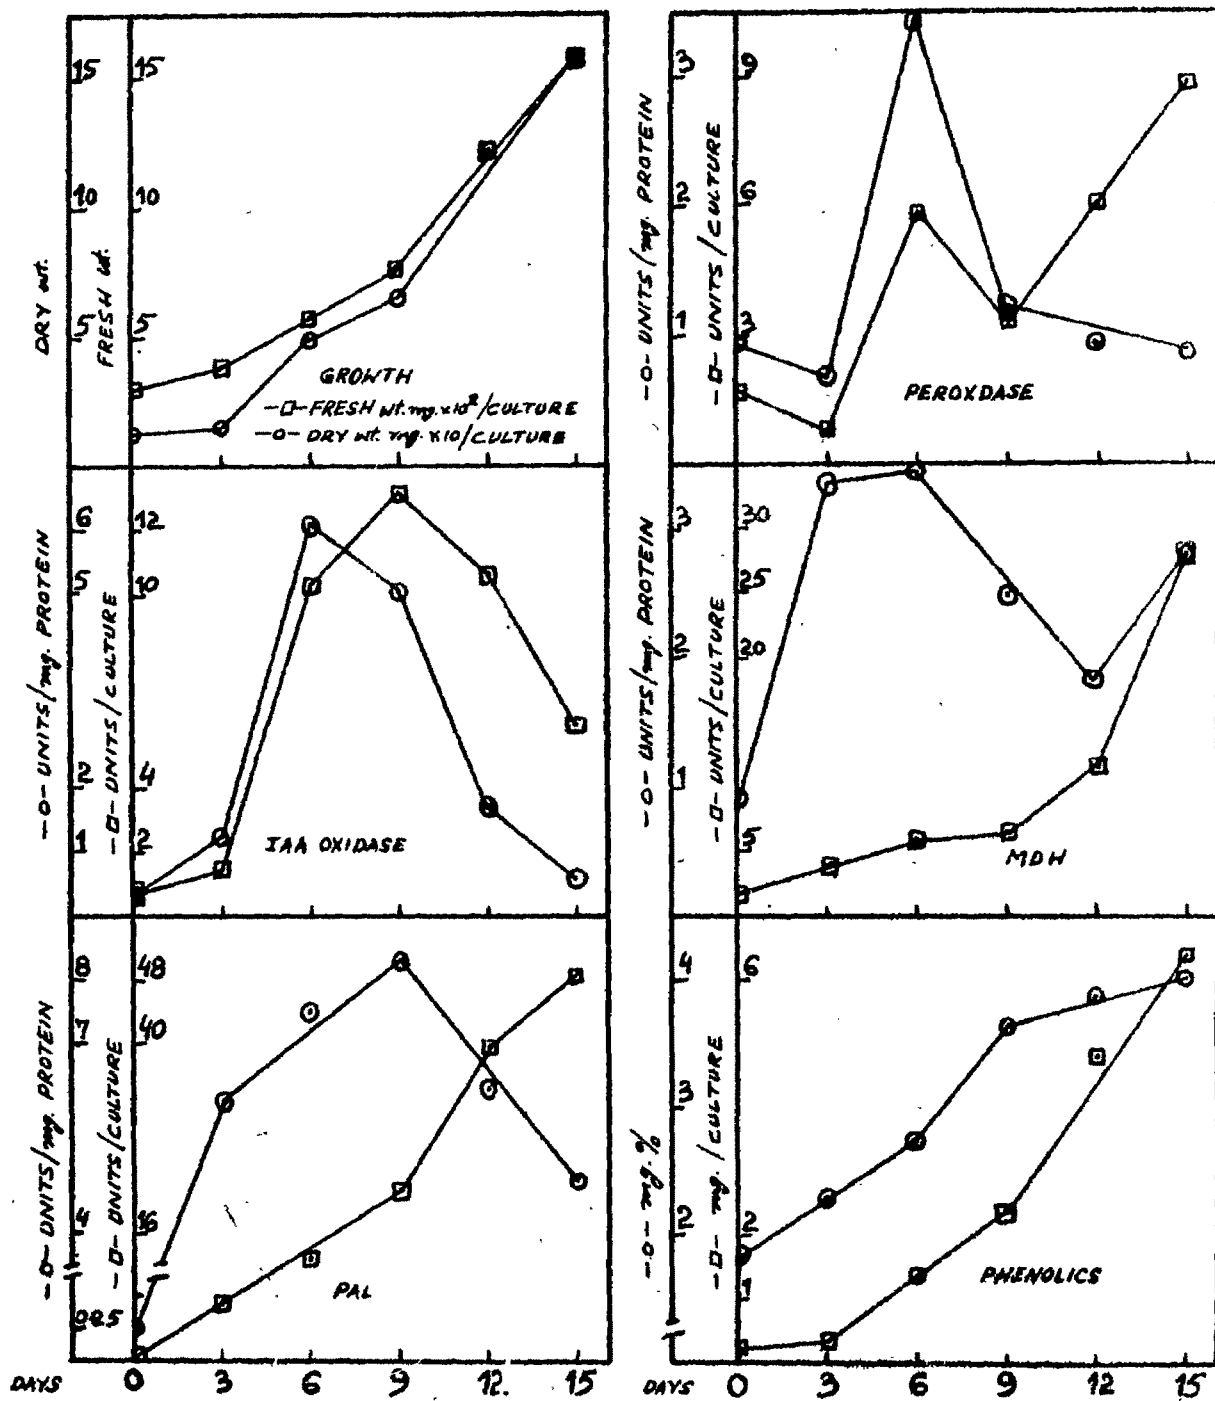 15 15
10 10
5 5
DRY wt.
FRESH wt.
GROWTH
-□-FRESH wt. mg. x10²/CULTURE
-○- DRY wt. mg. x10/CULTURE
3 9
2 6
1 3
-○- UNITS/mg. PROTEIN
-□- UNITS/CULTURE
PEROXDASE
6 12
5 10
2 4
1 2
-○- UNITS/mg. PROTEIN
-□- UNITS/CULTURE
IAA OXIDASE
3 30
25
2 20
1
5
-○- UNITS/mg. PROTEIN
-□- UNITS/CULTURE
MDH
8 48
7 40
4 16
0.25
-○- UNITS/mg. PROTEIN
-□- UNITS/CULTURE
PAL
4 6
3
2 2
1
-○- mg.%
-□- mg./CULTURE
PHENOLICS
DAYS 0 3 6 9 12. 15
DAYS 0 3 6 9 12 15